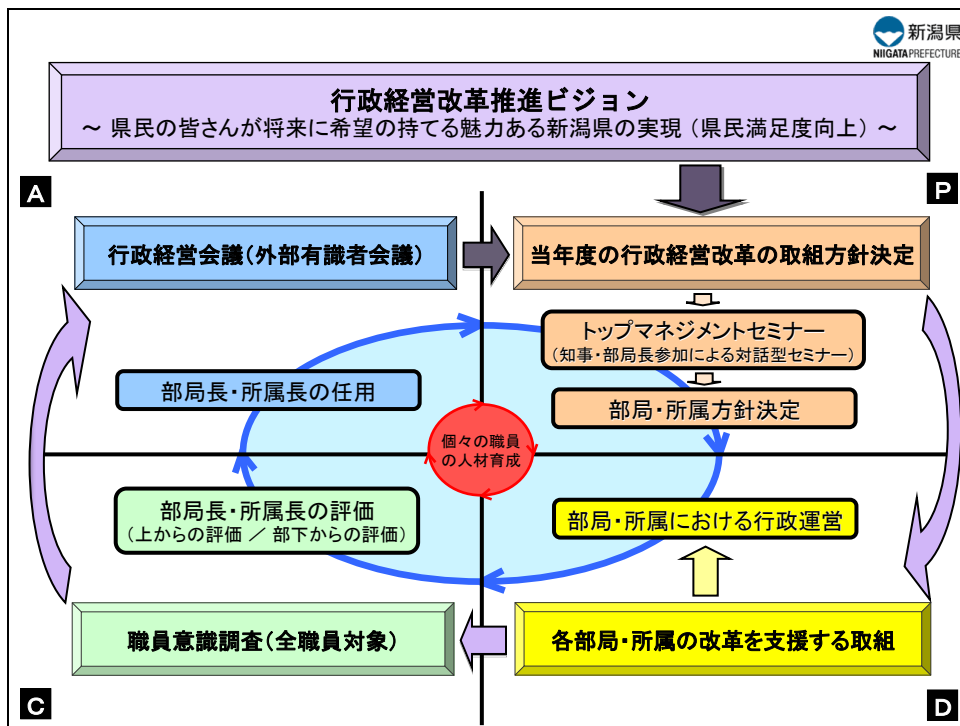 新潟県
NIIGATA PREFECTURE
行政経営改革推進ビジョン
～ 県民の皆さんが将来に希望の持てる魅力ある新潟県の実現（県民満足度向上）～
A
P
行政経営会議（外部有識者会議）
当年度の行政経営改革の取組方針決定
トップマネジメントセミナー
（知事・部局長参加による対話型セミナー）
部局長・所属長の任用
部局・所属方針決定
個々の職員
の人材育成
部局長・所属長の評価
（上からの評価 ／ 部下からの評価）
部局・所属における行政運営
職員意識調査（全職員対象）
各部局・所属の改革を支援する取組
C
D